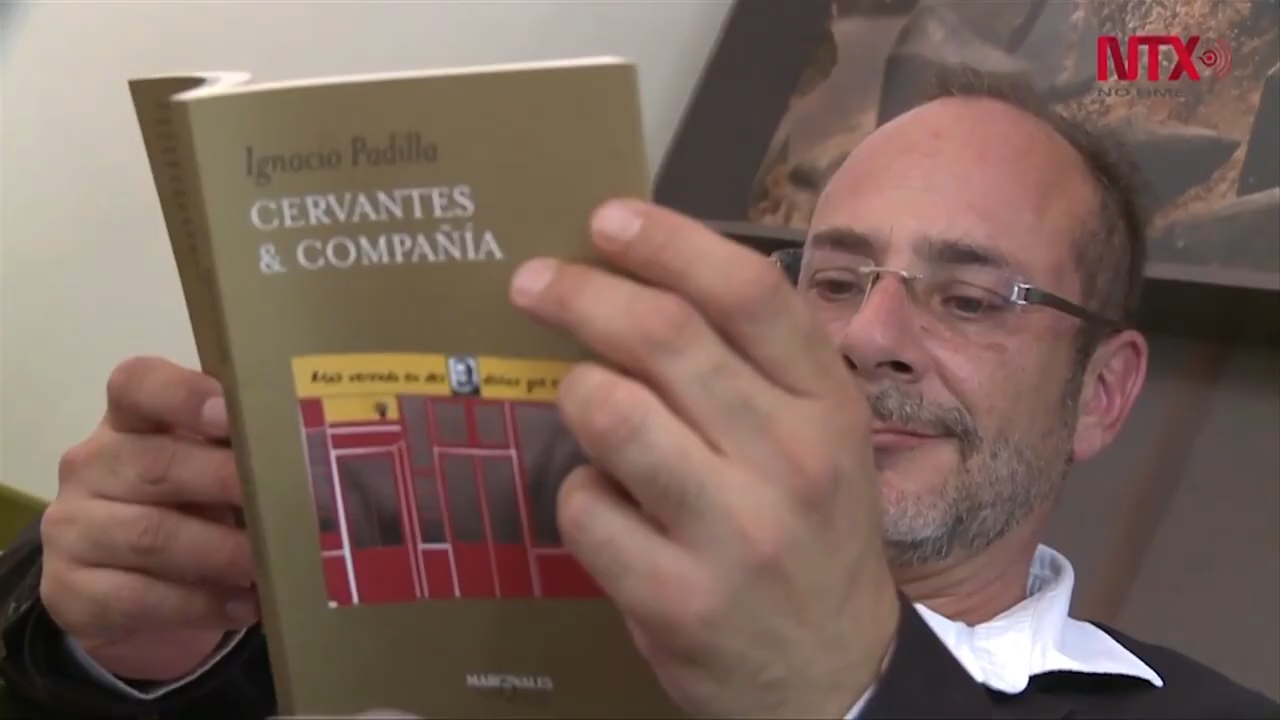 NTX
Ignacio Padilla
CERVANTES
& COMPAÑÍA
MARGINALES